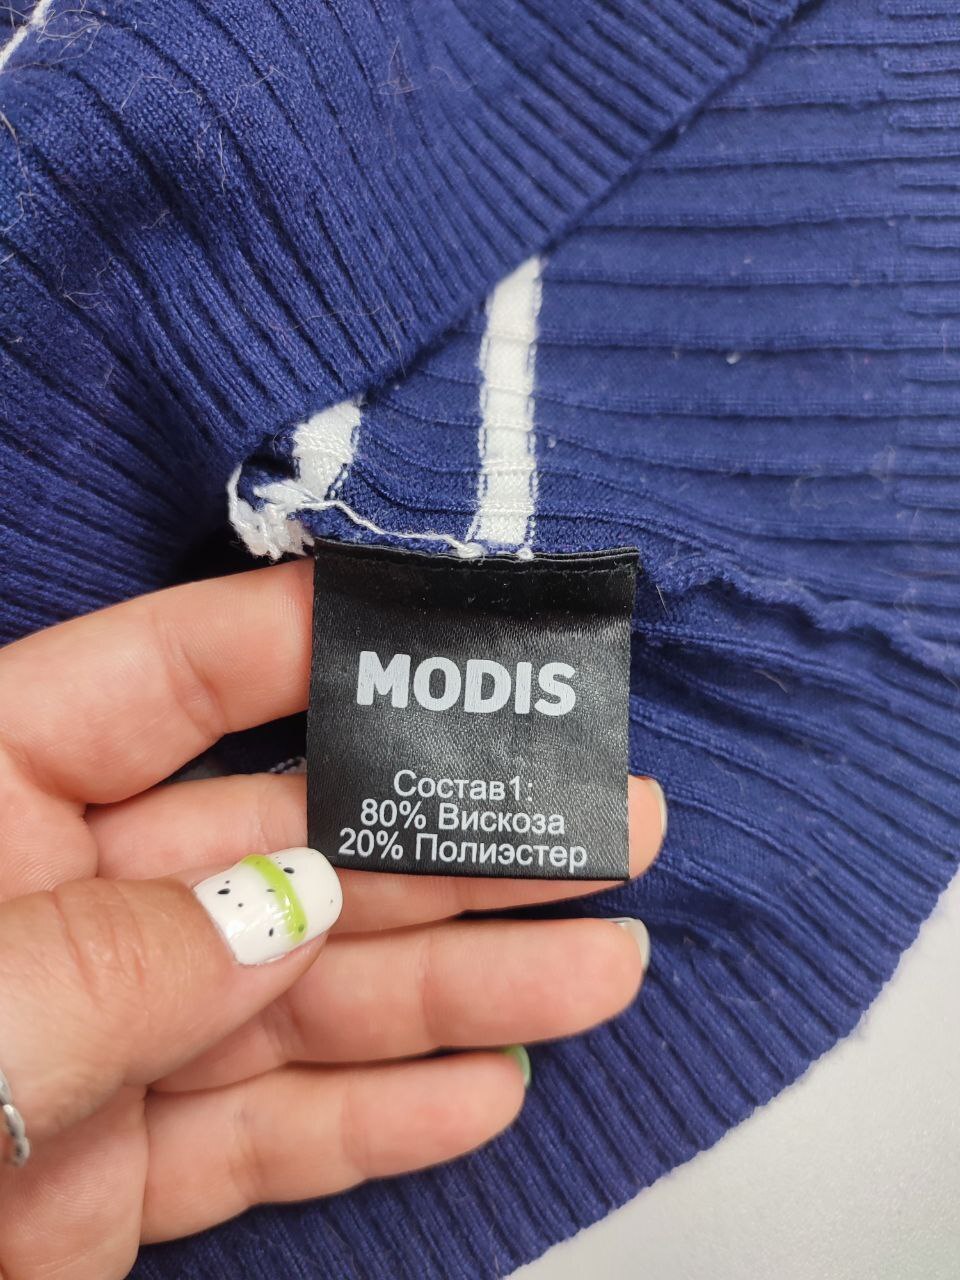 MODIS
Состав1:
80% Вискоза
20% Полиэстер